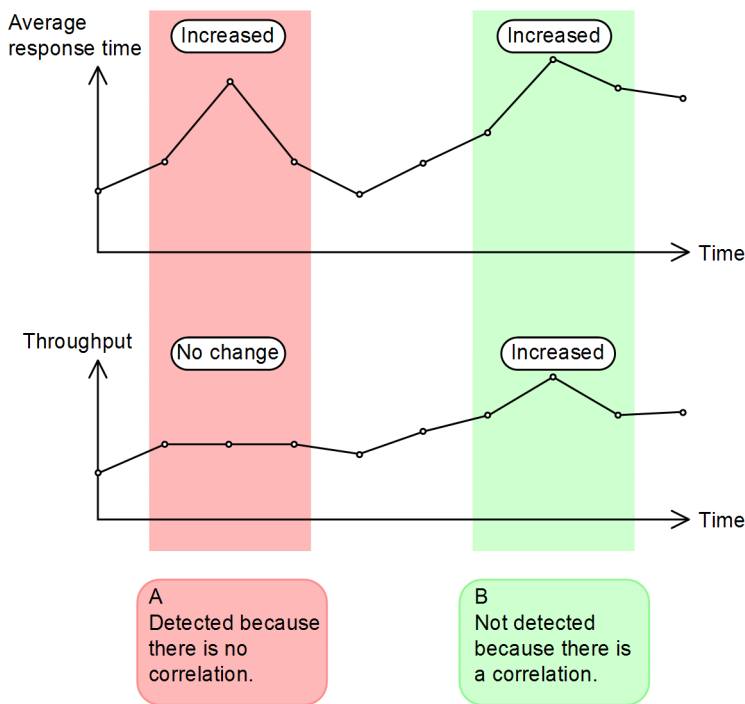 Average
response time
Increased
Increased
Time
Throughput
No change
Increased
Time
A
Detected because
there is no
correlation.
B
Not detected
because there is
a correlation.